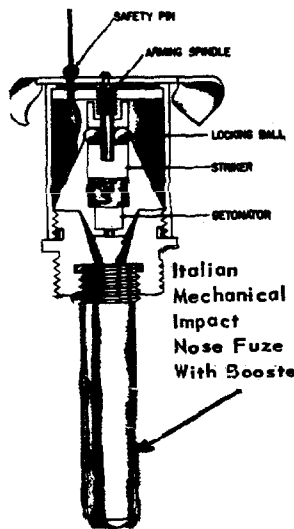 SAFETY PIN
ARMING SPINDLE
LOCKING BALL
STRIKER
DETONATOR
Italian
Mechanical
Impact
Nose Fuze
With Booste